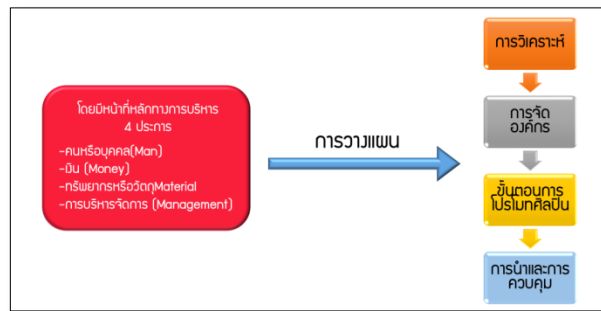 โดยมีหน้าที่หลักทางการบริหาร
4 ประการ
-คนหรือบุคคล(Man)
-เงิน (Money)
-ทรัพยากรหรือวัตถุMaterial
-การบริหารจัดการ (Management)
การวางแผน
การวิเคราะห์
การจัด
องค์กร
ขั้นตอนการ
โปรโมทศิลปิน
การนำและการ
ควบคุม